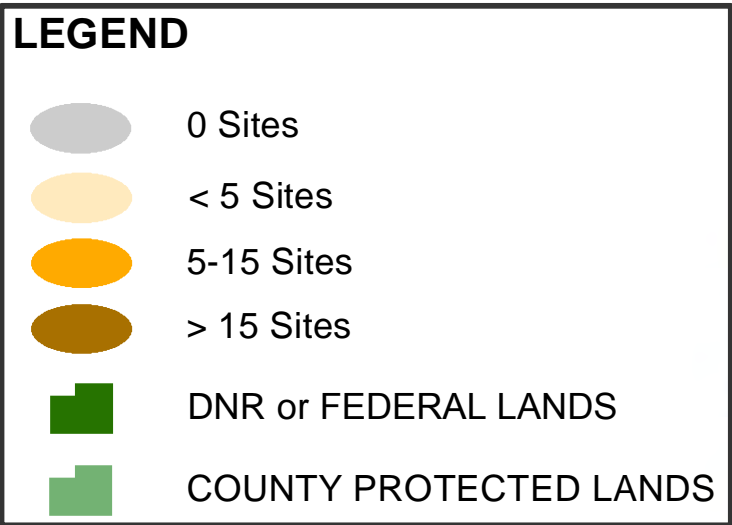 LEGEND
0 Sites
< 5 Sites
5-15 Sites
> 15 Sites
DNR or FEDERAL LANDS
COUNTY PROTECTED LANDS